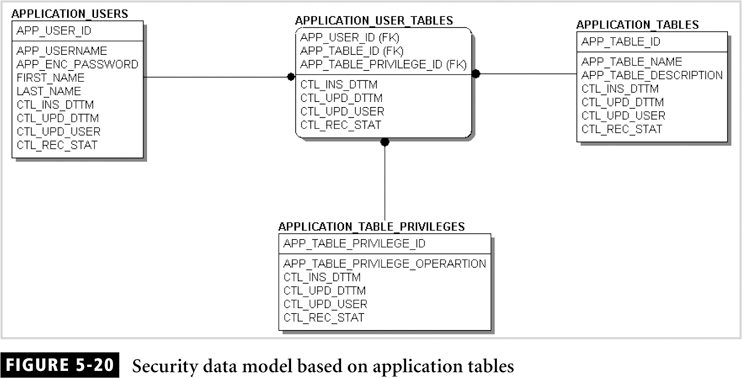 APPLICATION_USERS
APP_USER_ID
APP_USERNAME
APP_ENC_PASSWORD
FIRST_NAME
LAST_NAME
CTL_INS_DTTM
CTL_UPD_DTTM
CTL_UPD_USER
CTL_REC_STAT
APPLICATION_USER_TABLES
APP_USER_ID (FK)
APP_TABLE_ID (FK)
APP_TABLE_PRIVILEGE_ID (FK)
CTL_INS_DTTM
CTL_UPD_DTTM
CTL_UPD_USER
CTL_REC_STAT
APPLICATION_TABLES
APP_TABLE_ID
APP_TABLE_NAME
APP_TABLE_DESCRIPTION
CTL_INS_DTTM
CTL_UPD_DTTM
CTL_UPD_USER
CTL_REC_STAT
APPLICATION_TABLE_PRIVILEGES
APP_TABLE_PRIVILEGE_ID
APP_TABLE_PRIVILEGE_OPERARTION
CTL_INS_DTTM
CTL_UPD_DTTM
CTL_UPD_USER
CTL_REC_STAT
FIGURE 5-20 Security data model based on application tables